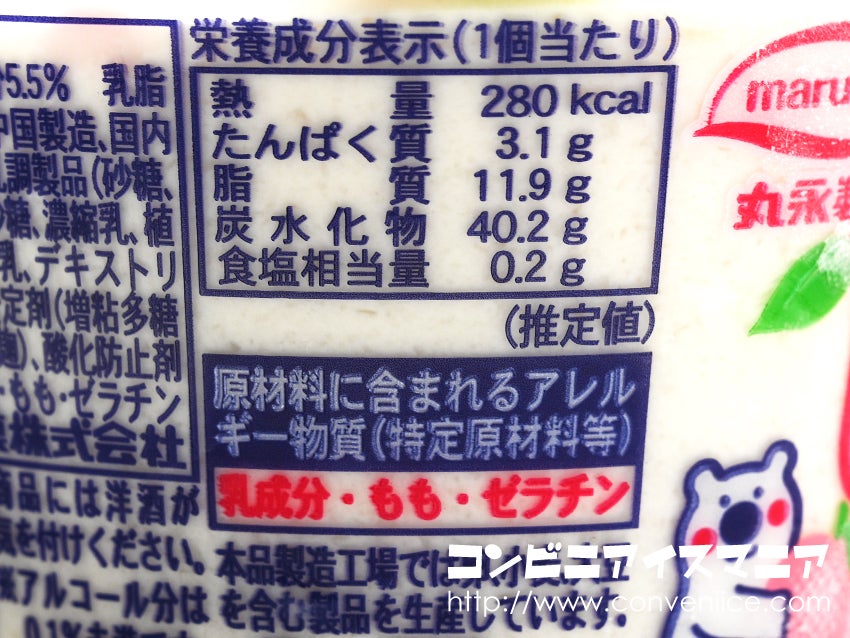 栄養成分表示(1個当たり)
熱量 280 kcal
たんぱく質 3.1 g
脂質 11.9 g
炭水化物 40.2 g
食塩相当量 0.2 g
(推定値)
原材料に含まれるアレル
ギー物質(特定原材料等)
乳成分・もも・ゼラチン
本品製造工場では
を含む製品を生産しています。
5.5% 乳脂
中国製造、国内
調製品(砂糖、
糖、濃縮乳、植
乳、デキストリ
定剤(増粘多糖
、酸化防止剤
・もも・ゼラチン
株式会社
商品には洋酒が
気を付けください。
アルコール分は
0.1%
maru
丸永製
コンビニアイスマニア
http://www.conveniice.com/